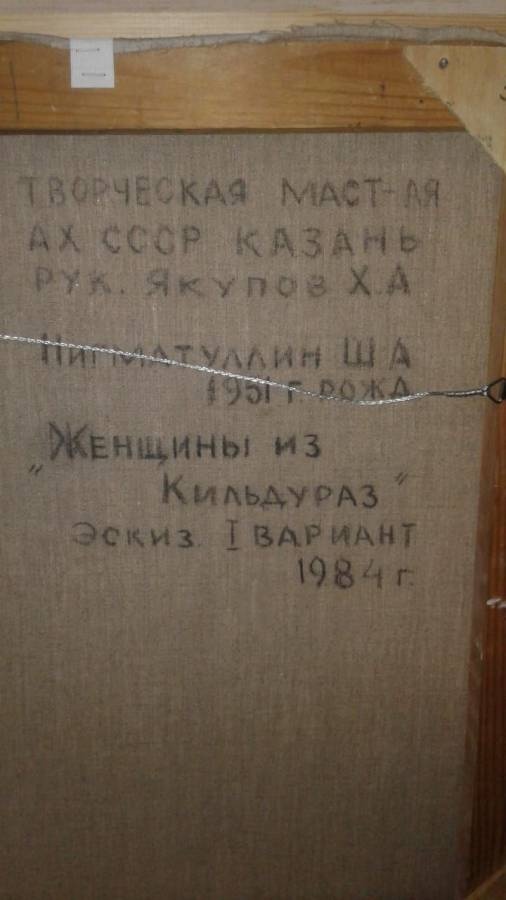 ТВОРЧЕСКАЯ МАСТ-АЯ
АХ СССР КАЗАНЬ
РУК. ЯКУПОВ Х.А
НИГМАТУЛЛИН Ш А
1951 г. РОЖД
„ЖЕНЩИНЫ ИЗ
КИЛЬДУРАЗ"
ЭСКИЗ. I ВАРИАНТ
1984 г.